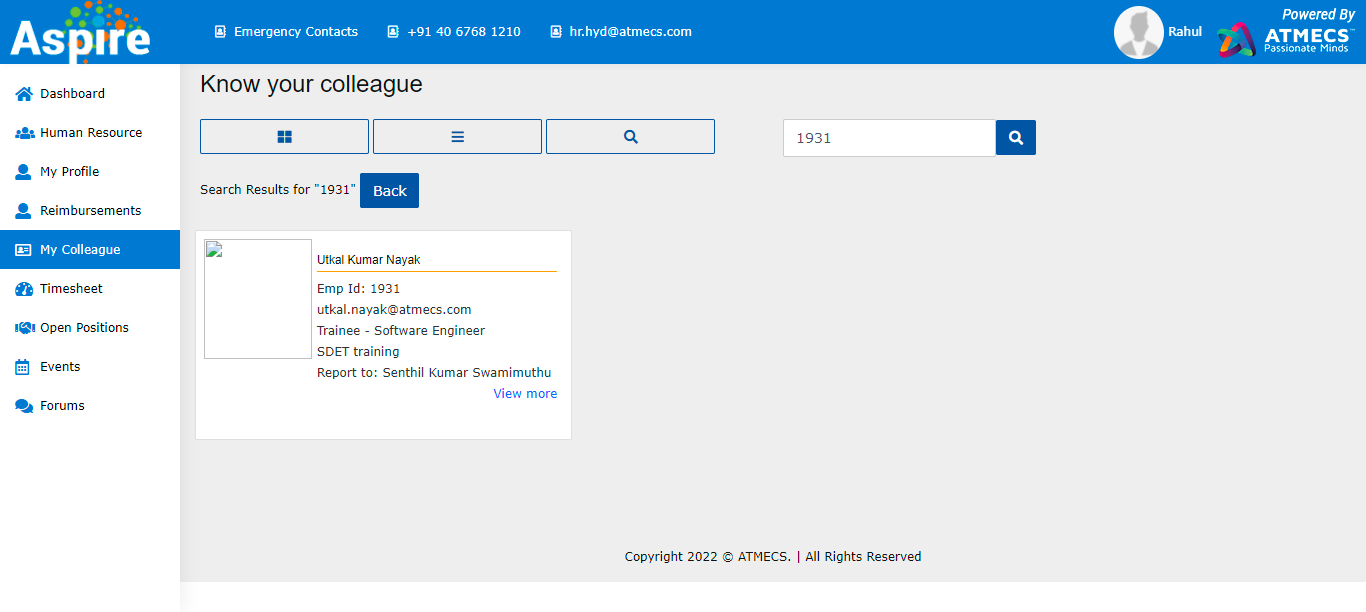 Aspire
Emergency Contacts
+91 40 6768 1210
hr.hyd@atmecs.com
Rahul
Powered By
ATMECS™
Passionate Minds
Dashboard
Human Resource
My Profile
Reimbursements
My Colleague
Timesheet
Open Positions
Events
Forums
Know your colleague
1931
Search Results for "1931"
Back
Utkal Kumar Nayak
Emp Id: 1931
utkal.nayak@atmecs.com
Trainee - Software Engineer
SDET training
Report to: Senthil Kumar Swamimuthu
View more
Copyright 2022 © ATMECS. | All Rights Reserved